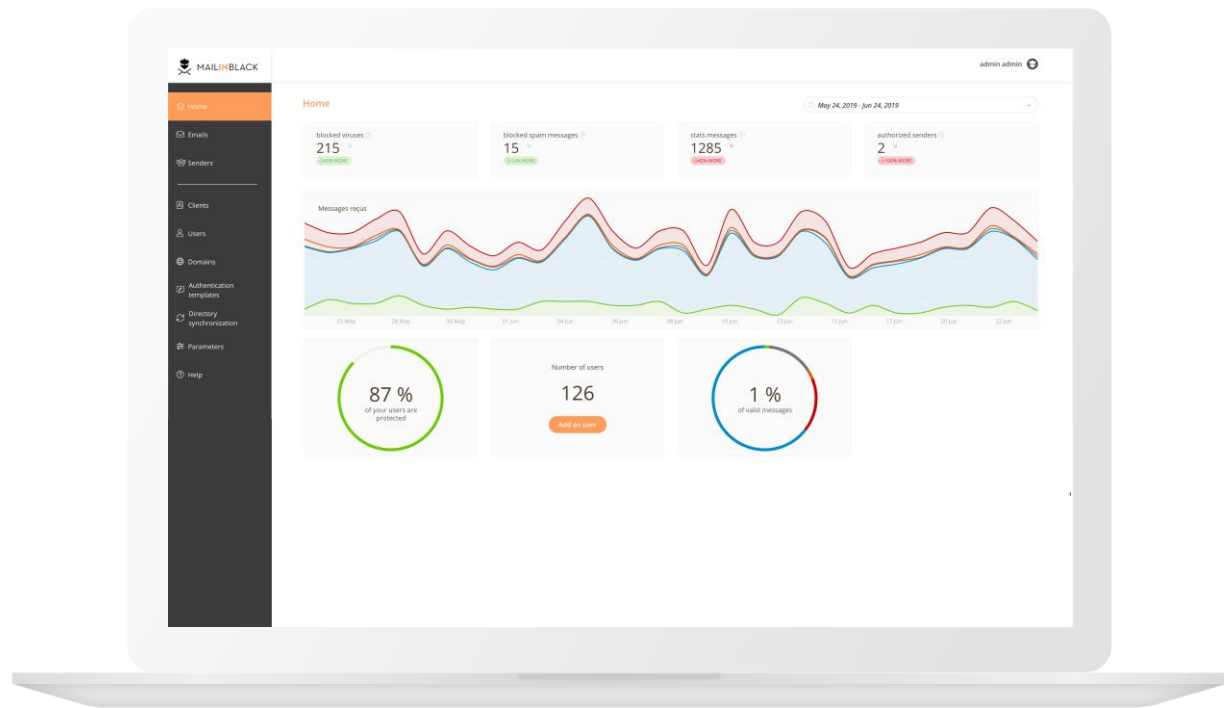 MAILINBLACK
admin admin
Home
Emails
Senders
Clients
Users
Domains
Authentication
templates
Directory
synchronization
Parameters
Help
Home
May 24, 2019 - Jun 24, 2019
blocked viruses
215
blocked spam messages
15
stats.messages
1285
authorized senders
2
Messages reçus
25 May
28 May
30 May
01 Jun
04 Jun
06 Jun
08 Jun
10 Jun
13 Jun
15 Jun
17 Jun
20 Jun
22 Jun
87 %
of your users are
protected
Number of users
126
Add an user
1 %
of valid messages